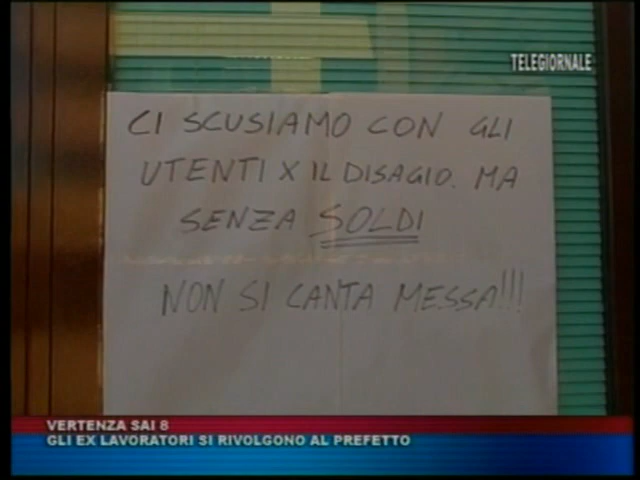 TELEGIORNALE
CI SCUSIAMO CON GLI
UTENTI X IL DISAGIO. MA
SENZA SOLDI
NON SI CANTA MESSA!!!
VERTENZA SAI 8
GLI EX LAVORATORI SI RIVOLGONO AL PREFETTO